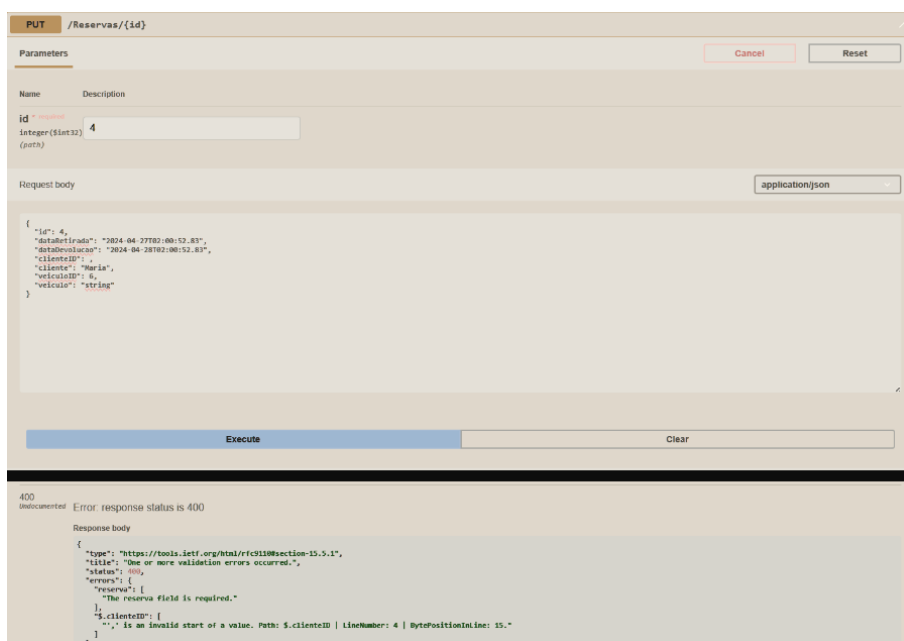 PUT /Reservas/{id}
Parameters
Cancel
Reset
Name Description
id * required
integer($int32)
(path)
4
Request body
application/json
{
"id": 4,
"dataRetirada": "2024-04-27T02:00:52.83",
"dataDevolucao": "2024-04-28T02:00:52.83",
"clienteID": ,
"cliente": "Maria",
"veiculoID": 6,
"veiculo": "string"
}
Execute
Clear
400
Undocumented
Error: response status is 400
Response body
{
"type": "https://tools.ietf.org/html/rfc9110#section-15.5.1",
"title": "One or more validation errors occurred.",
"status": 400,
"errors": {
"reserva": [
"The reserva field is required."
],
"$.clienteID": [
"',' is an invalid start of a value. Path: $.clienteID | LineNumber: 4 | BytePositionInLine: 15."
]